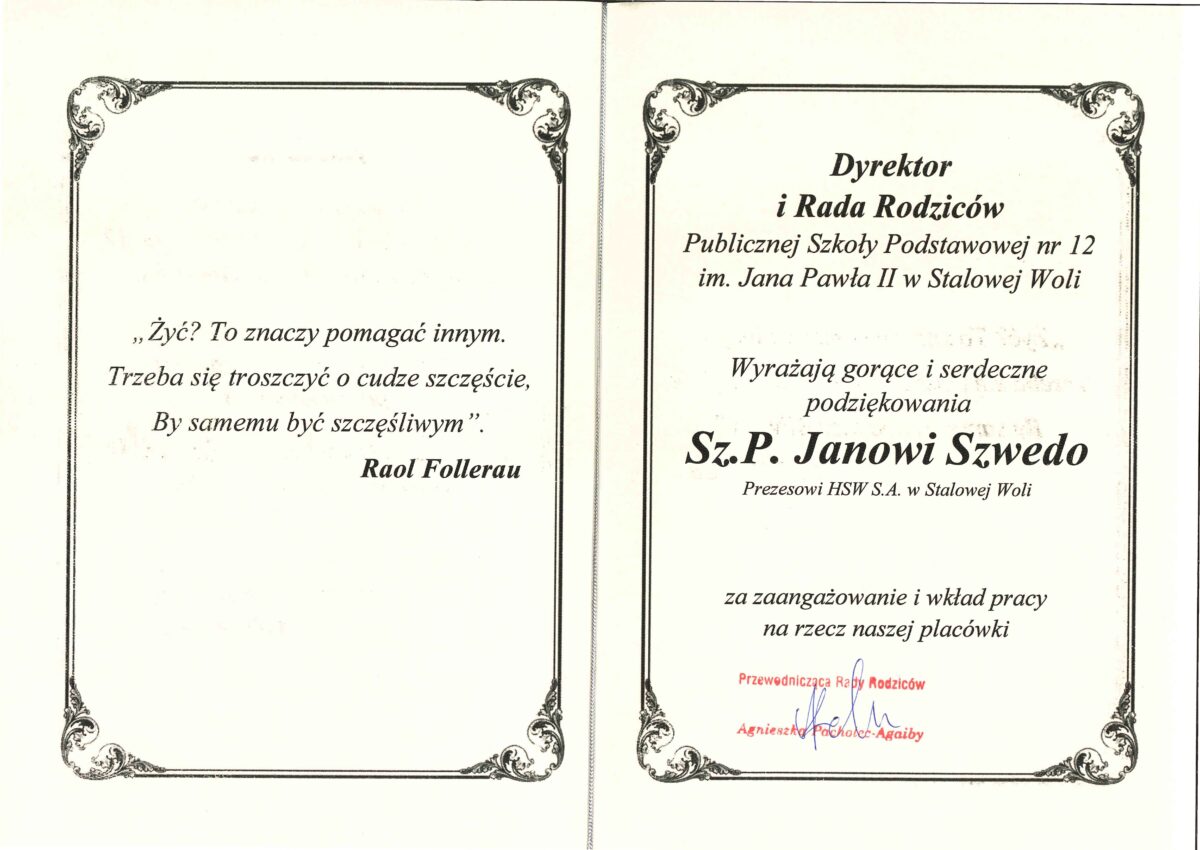 „Żyć? To znaczy pomagać innym.
Trzeba się troszczyć o cudze szczęście,
By samemu być szczęśliwym”.
Raol Follerau
Dyrektor
i Rada Rodziców
Publicznej Szkoły Podstawowej nr 12
im. Jana Pawła II w Stalowej Woli
Wyrażają gorące i serdeczne
podziękowania
Sz.P. Janowi Szwedo
Prezesowi HSW S.A. w Stalowej Woli
za zaangażowanie i wkład pracy
na rzecz naszej placówki
Przewodnicząca Rady Rodziców
Agnieszka Pacholec-Agaiby